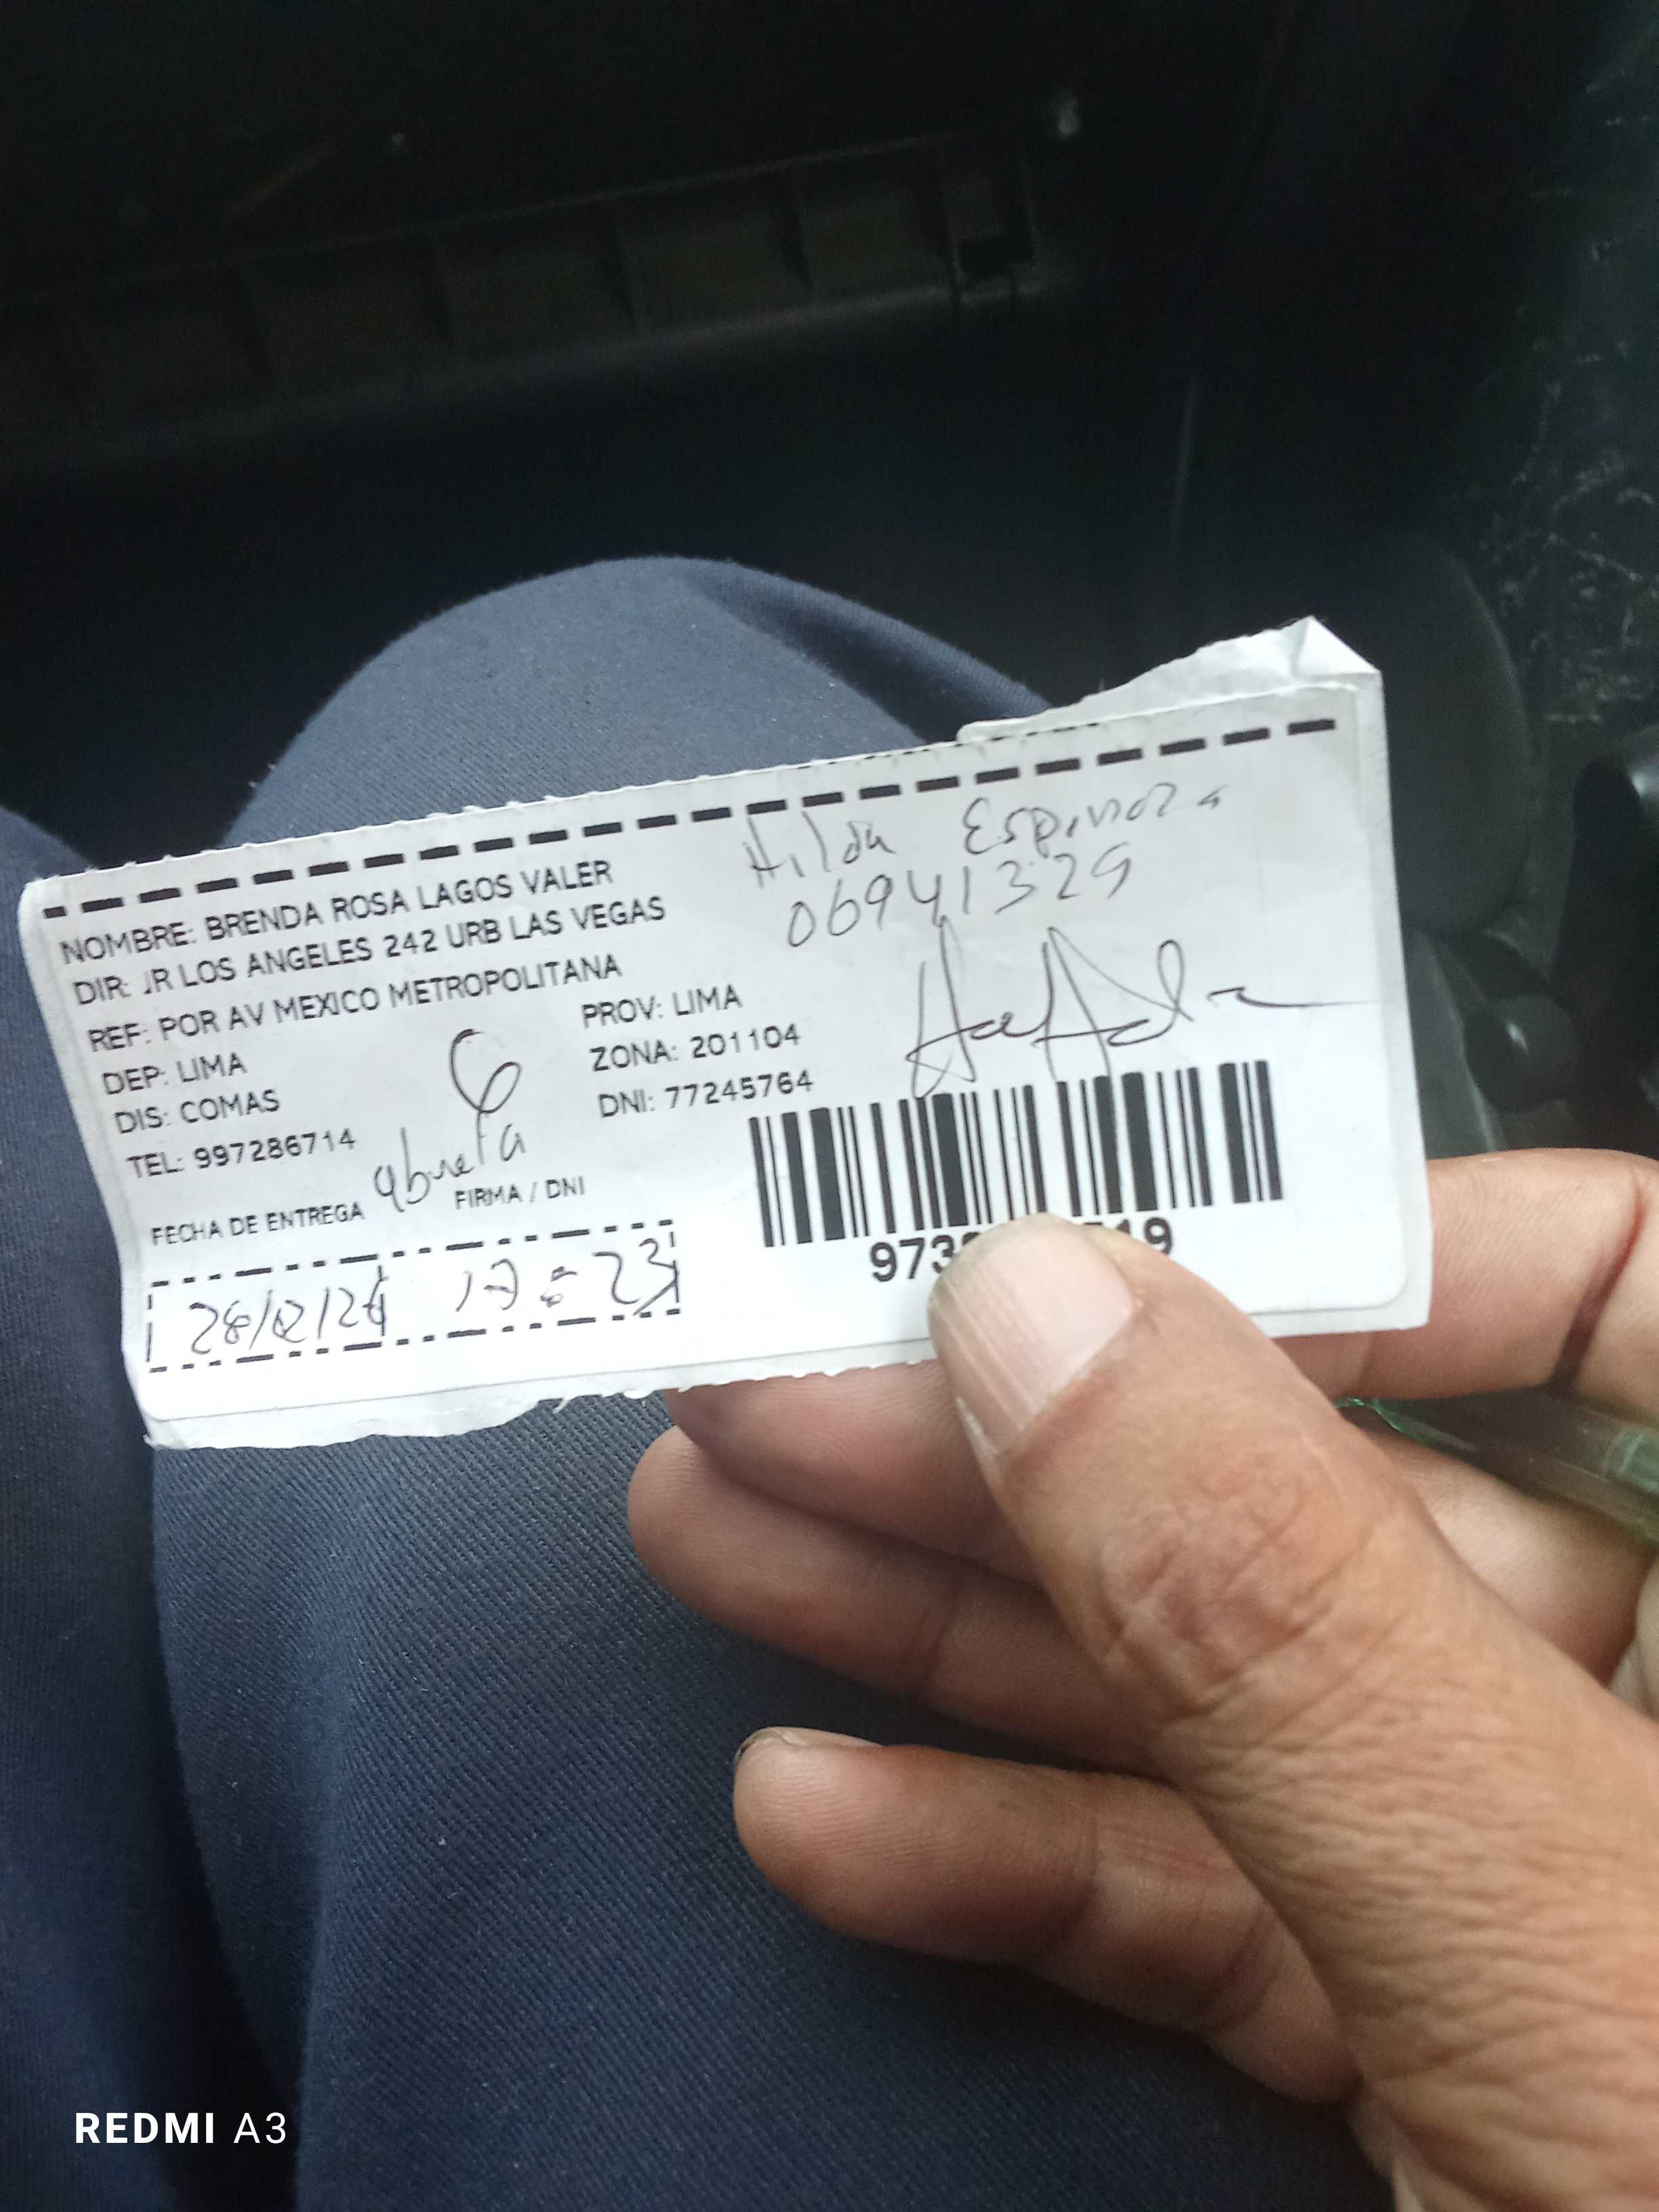 Hilda Espinoza
06941329
NOMBRE: BRENDA ROSA LAGOS VALER
DIR: JR LOS ANGELES 242 URB LAS VEGAS
REF: POR AV MEXICO METROPOLITANA
DEP: LIMA
PROV: LIMA
DIS: COMAS
ZONA: 201104
TEL: 997286714
DNI: 77245764
abuela
FECHA DE ENTREGA
FIRMA / DNI
REDMI A3